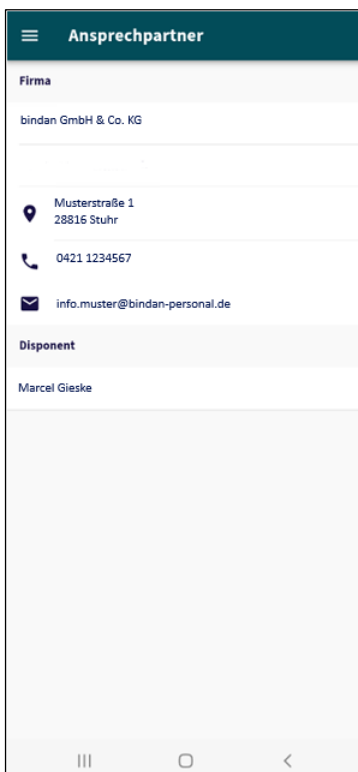 Ansprechpartner
Firma
bindan GmbH & Co. KG
Musterstraße 1
28816 Stuhr
0421 1234567
info.muster@bindan-personal.de
Disponent
Marcel Gieske